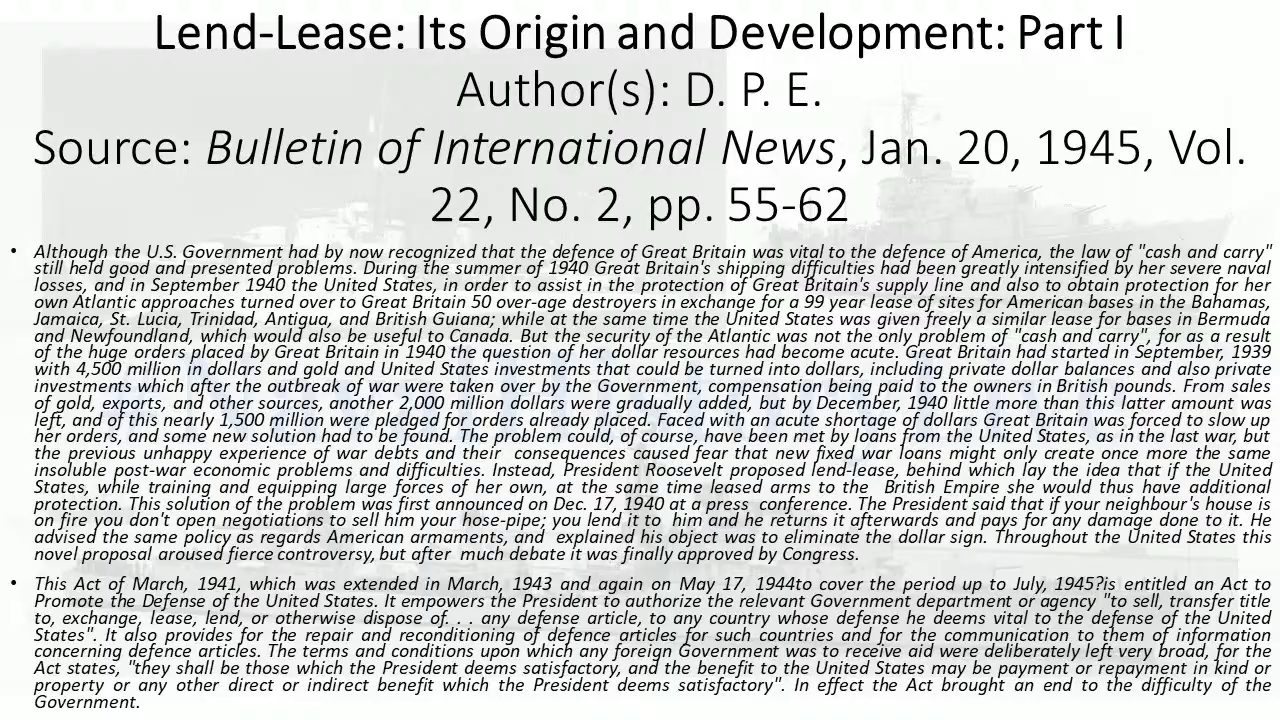 Lend-Lease: Its Origin and Development: Part I
Author(s): D. P. E.
Source: Bulletin of International News, Jan. 20, 1945, Vol.
22, No. 2, pp. 55-62
• Although the U.S. Government had by now recognized that the defence of Great Britain was vital to the defence of America, the law of "cash and carry"
still held good and presented problems. During the summer of 1940 Great Britain's shipping difficulties had been greatly intensified by her severe naval
losses, and in September 1940 the United States, in order to assist in the protection of Great Britain's supply line and also to obtain protection for her
own Atlantic approaches turned over to Great Britain 50 over-age destroyers in exchange for a 99 year lease of sites for American bases in the Bahamas,
Jamaica, St. Lucia, Trinidad, Antigua, and British Guiana; while at the same time the United States was given freely a similar lease for bases in Bermuda
and Newfoundland, which would also be useful to Canada. But the security of the Atlantic was not the only problem of "cash and carry", for as a result
of the huge orders placed by Great Britain in 1940 the question of her dollar resources had become acute. Great Britain had started in September, 1939
with 4,500 million in dollars and gold and United States investments that could be turned into dollars, including private dollar balances and also private
investments which after the outbreak of war were taken over by the Government, compensation being paid to the owners in British pounds. From sales
of gold, exports, and other sources, another 2,000 million dollars were gradually added, but by December, 1940 little more than this latter amount was
left, and of this nearly 1,500 million were pledged for orders already placed. Faced with an acute shortage of dollars Great Britain was forced to slow up
her orders, and some new solution had to be found. The problem could, of course, have been met by loans from the United States, as in the last war, but
the previous unhappy experience of war debts and their consequences caused fear that new fixed war loans might only create once more the same
insoluble post-war economic problems and difficulties. Instead, President Roosevelt proposed lend-lease, behind which lay the idea that if the United
States, while training and equipping large forces of her own, at the same time leased arms to the British Empire she would thus have additional
protection. This solution of the problem was first announced on Dec. 17, 1940 at a press conference. The President said that if your neighbour's house is
on fire you don't open negotiations to sell him your hose-pipe; you lend it to him and he returns it afterwards and pays for any damage done to it. He
advised the same policy as regards American armaments, and explained his object was to eliminate the dollar sign. Throughout the United States this
novel proposal aroused fierce controversy, but after much debate it was finally approved by Congress.
• This Act of March, 1941, which was extended in March, 1943 and again on May 17, 1944to cover the period up to July, 1945?is entitled an Act to
Promote the Defense of the United States. It empowers the President to authorize the relevant Government department or agency "to sell, transfer title
to, exchange, lease, lend, or otherwise dispose of. . . any defense article, to any country whose defense he deems vital to the defense of the United
States". It also provides for the repair and reconditioning of defence articles for such countries and for the communication to them of information
concerning defence articles. The terms and conditions upon which any foreign Government was to receive aid were deliberately left very broad, for the
Act states, "they shall be those which the President deems satisfactory, and the benefit to the United States may be payment or repayment in kind or
property or any other direct or indirect benefit which the President deems satisfactory". In effect the Act brought an end to the difficulty of the
Government.